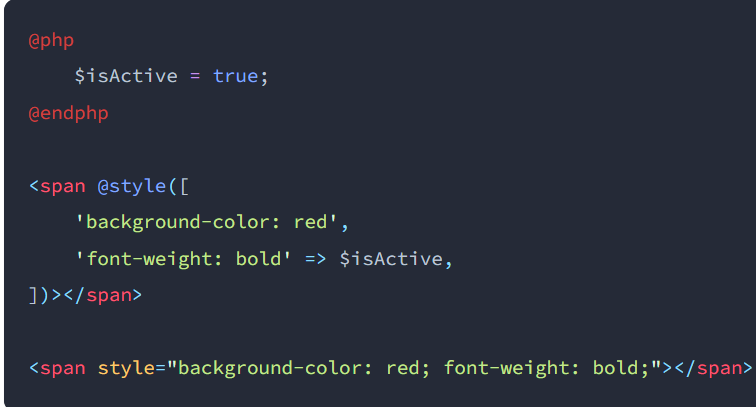 @php
    $isActive = true;
@endphp

<span @style([
    'background-color: red',
    'font-weight: bold' => $isActive,
])></span>

<span style="background-color: red; font-weight: bold;"></span>